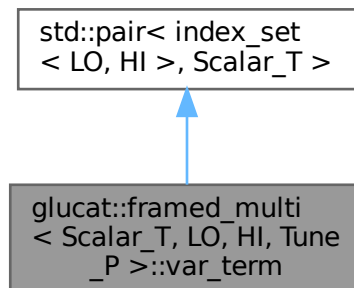 std::pair< index_set
< LO, HI >, Scalar_T >
glucat::framed_multi
< Scalar_T, LO, HI, Tune
_P >::var_term